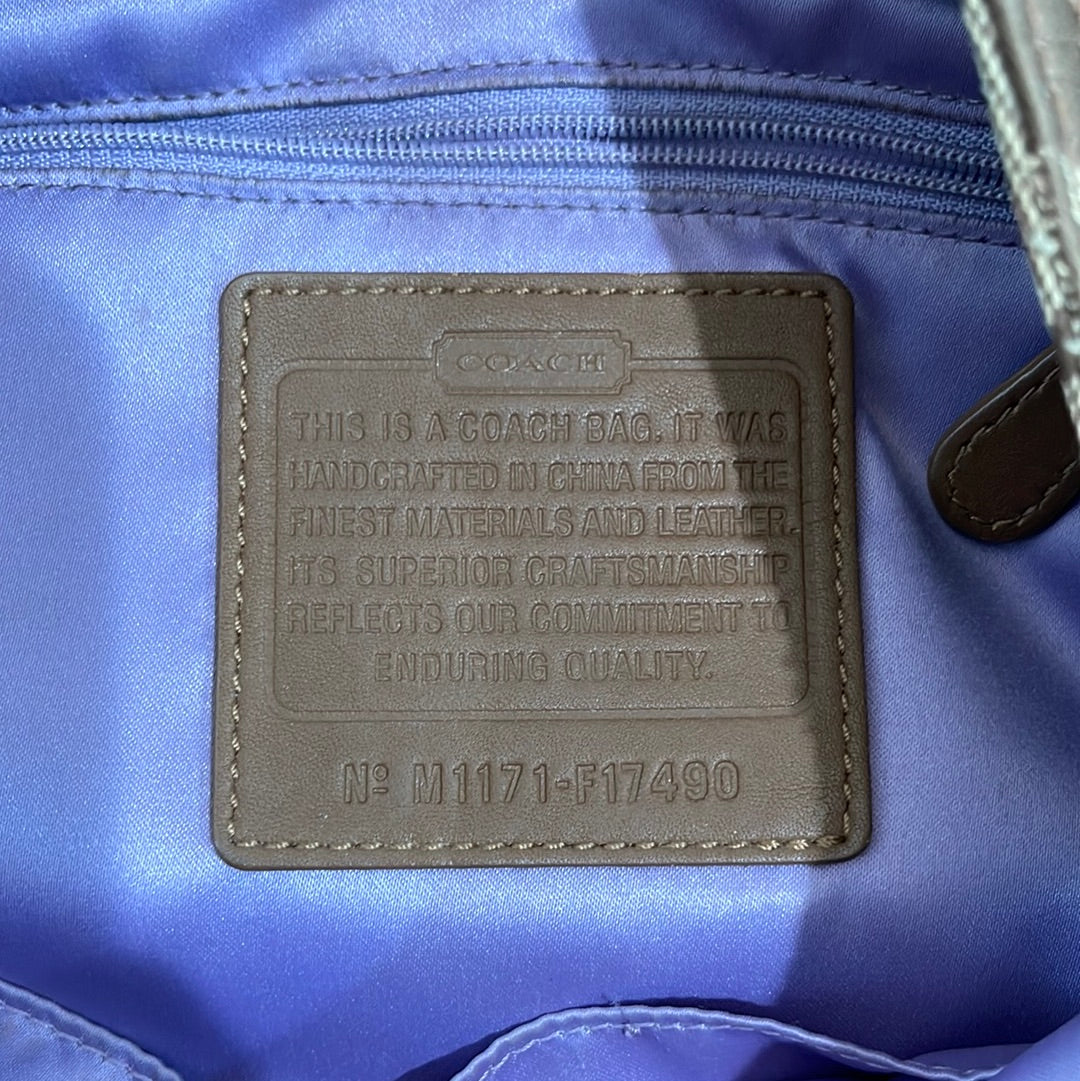 COACH
THIS IS A COACH BAG. IT WAS
HANDCRAFTED IN CHINA FROM THE
FINEST MATERIALS AND LEATHER.
ITS SUPERIOR CRAFTSMANSHIP
REFLECTS OUR COMMITMENT TO
ENDURING QUALITY.
Nº M1171-F17490